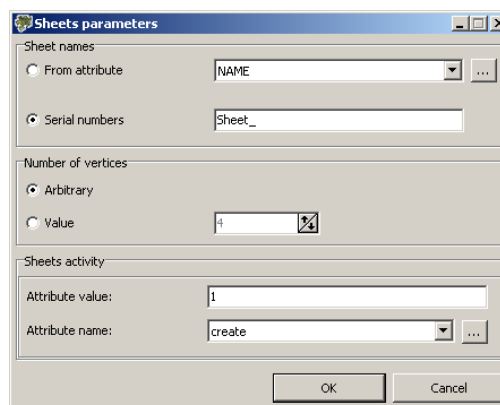 Sheets parameters
Sheet names
From attribute NAME ...
Serial numbers Sheet_
Number of vertices
Arbitrary
Value 4
Sheets activity
Attribute value: 1
Attribute name: create ...
OK Cancel